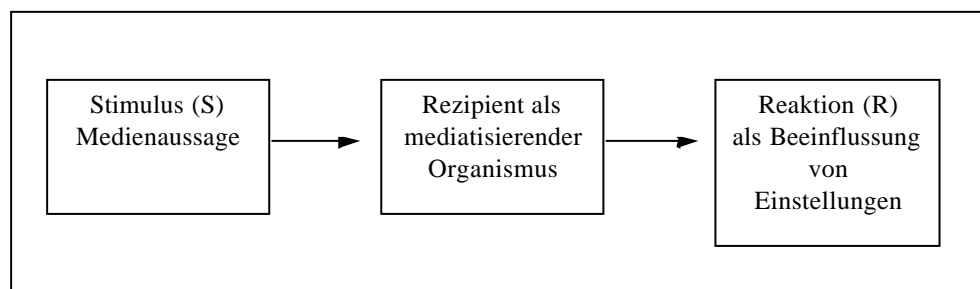 Stimulus (S)
Medienaussage
Rezipient als
mediatisierender
Organismus
Reaktion (R)
als Beeinflussung
von
Einstellungen